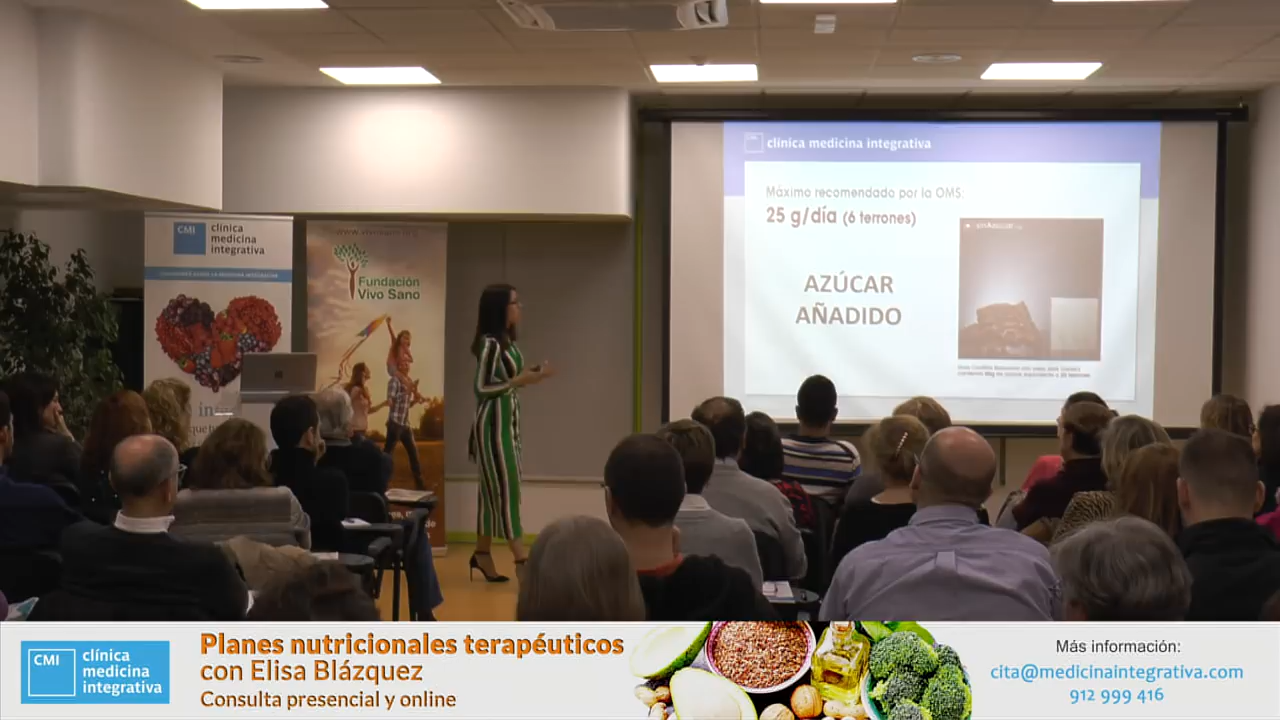 clínica medicina integrativa
Máximo recomendado por la OMS:
25 g/día (6 terrones)
AZÚCAR
AÑADIDO
CMI
clínica
medicina
integrativa
Fundación
Vivo Sano
CMI
clínica
medicina
integrativa
Planes nutricionales terapéuticos
con Elisa Blázquez
Consulta presencial y online
Más información:
cita@medicinaintegrativa.com
912 999 416